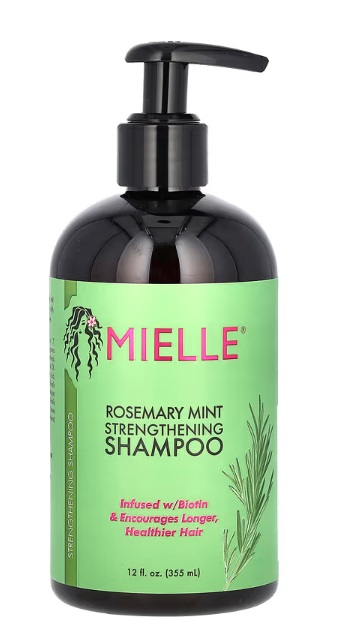 MIELLE®
ROSEMARY MINT
STRENGTHENING
SHAMPOO
Infused w/Biotin
& Encourages Longer,
Healthier Hair
12 fl. oz. (355 mL)
STRENGTHENING SHAMPOO